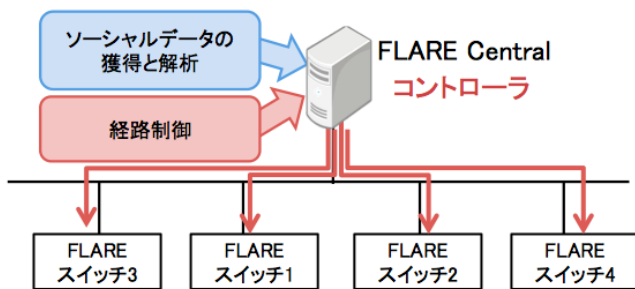 ソーシャルデータの
獲得と解析
FLARE Central
コントローラ
経路制御
FLARE
スイッチ3
FLARE
スイッチ1
FLARE
スイッチ2
FLARE
スイッチ4